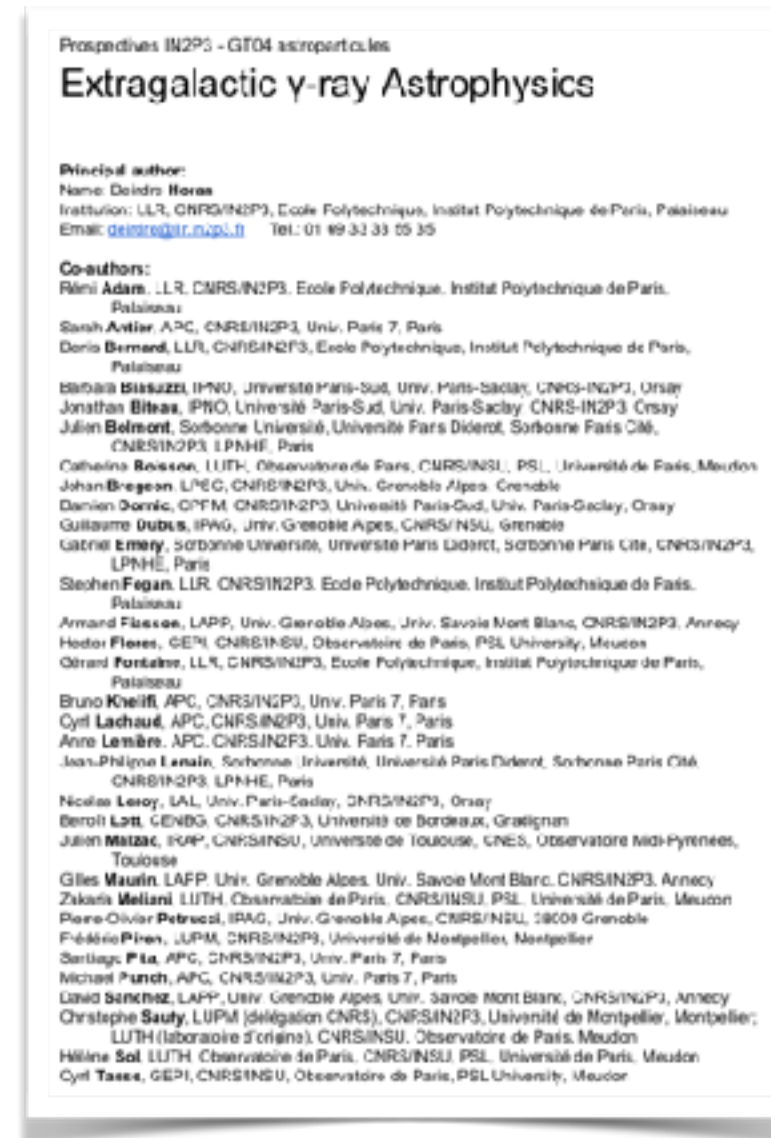 Prospectives IN2P3 - GT04 astroparticules
Extragalactic γ-ray Astrophysics
Principal author:
Name: Deirdre Horan
Institution: LLR, CNRS/IN2P3, Ecole Polytechnique, Institut Polytechnique de Paris, Palaiseau
Email: deirdre@llr.in2p3.fr Tel.: 01 69 33 55
Co-authors:
Rémi Adam, LLR, CNRS/IN2P3, Ecole Polytechnique, Institut Polytechnique de Paris,
Palaiseau
Sarah Antier, APC, CNRS/IN2P3, Univ. Paris 7, Paris
Denis Bernard, LLR, CNRS/IN2P3, Ecole Polytechnique, Institut Polytechnique de Paris,
Palaiseau
Barbara Biasuzzi, IPNO, Université Paris-Sud, Univ. Paris-Saclay, CNRS-IN2P3, Orsay
Jonathan Biteau, IPNO, Université Paris-Sud, Univ. Paris-Saclay, CNRS-IN2P3, Orsay
Julien Bolmont, Sorbonne Université, Université Paris Diderot, Sorbonne Paris Cité,
CNRS/IN2P3, LPNHE, Paris
Catherine Boisson, LUTH, Observatoire de Paris, CNRS/INSU, PSL, Université de Paris, Meudon
Johan Bregeon, LPSC, CNRS/IN2P3, Univ. Grenoble Alpes, Grenoble
Damien Dornic, CPPM, CNRS/IN2P3, Université Paris-Sud, Univ. Paris-Saclay, Orsay
Guillaume Dubus, IPAG, Univ. Grenoble Alpes, CNRS/INSU, Grenoble
Gabriel Emery, Sorbonne Université, Université Paris Diderot, Sorbonne Paris Cité, CNRS/IN2P3,
LPNHE, Paris
Stephen Fegan, LLR, CNRS/IN2P3, Ecole Polytechnique, Institut Polytechnique de Paris,
Palaiseau
Armand Fiasson, LAPP, Univ. Grenoble Alpes, Univ. Savoie Mont Blanc, CNRS/IN2P3, Annecy
Hector Flores, GEPI, CNRS/INSU, Observatoire de Paris, PSL University, Meudon
Gérard Fontaine, LLR, CNRS/IN2P3, Ecole Polytechnique, Institut Polytechnique de Paris,
Palaiseau
Bruno Khelifi, APC, CNRS/IN2P3, Univ. Paris 7, Paris
Cyril Lachaud, APC, CNRS/IN2P3, Univ. Paris 7, Paris
Anne Lemière, APC, CNRS/IN2P3, Univ. Paris 7, Paris
Jean-Philippe Lenain, Sorbonne Université, Université Paris Diderot, Sorbonne Paris Cité,
CNRS/IN2P3, LPNHE, Paris
Nicolas Leroy, LAL, Univ. Paris-Saclay, CNRS/IN2P3, Orsay
Benoît Lott, CENBG, CNRS/IN2P3, Université de Bordeaux, Gradignan
Julien Malzac, IRAP, CNRS/INSU, Université de Toulouse, CNES, Observatoire Midi-Pyrénées,
Toulouse
Gilles Maurin, LAPP, Univ. Grenoble Alpes, Univ. Savoie Mont Blanc, CNRS/IN2P3, Annecy
Zakaria Meliani, LUTH, Observatoire de Paris, CNRS/INSU, PSL, Université de Paris, Meudon
Pierre-Olivier Petrucci, IPAG, Univ. Grenoble Alpes, CNRS/INSU, 38000 Grenoble
Frédéric Piron, LUPM, CNRS/IN2P3, Université de Montpellier, Montpellier
Santiago Pita, APC, CNRS/IN2P3, Univ. Paris 7, Paris
Michael Punch, APC, CNRS/IN2P3, Univ. Paris 7, Paris
David Sanchez, LAPP, Univ. Grenoble Alpes, Univ. Savoie Mont Blanc, CNRS/IN2P3, Annecy
Christophe Sauty, LUPM (délégation CNRS), CNRS/IN2P3, Université de Montpellier, Montpellier;
LUTH (laboratoire d'origine), CNRS/INSU, Observatoire de Paris, Meudon
Hélène Sol, LUTH, Observatoire de Paris, CNRS/INSU, PSL, Université de Paris, Meudon
Cyril Tasse, GEPI, CNRS/INSU, Observatoire de Paris, PSL University, Meudon